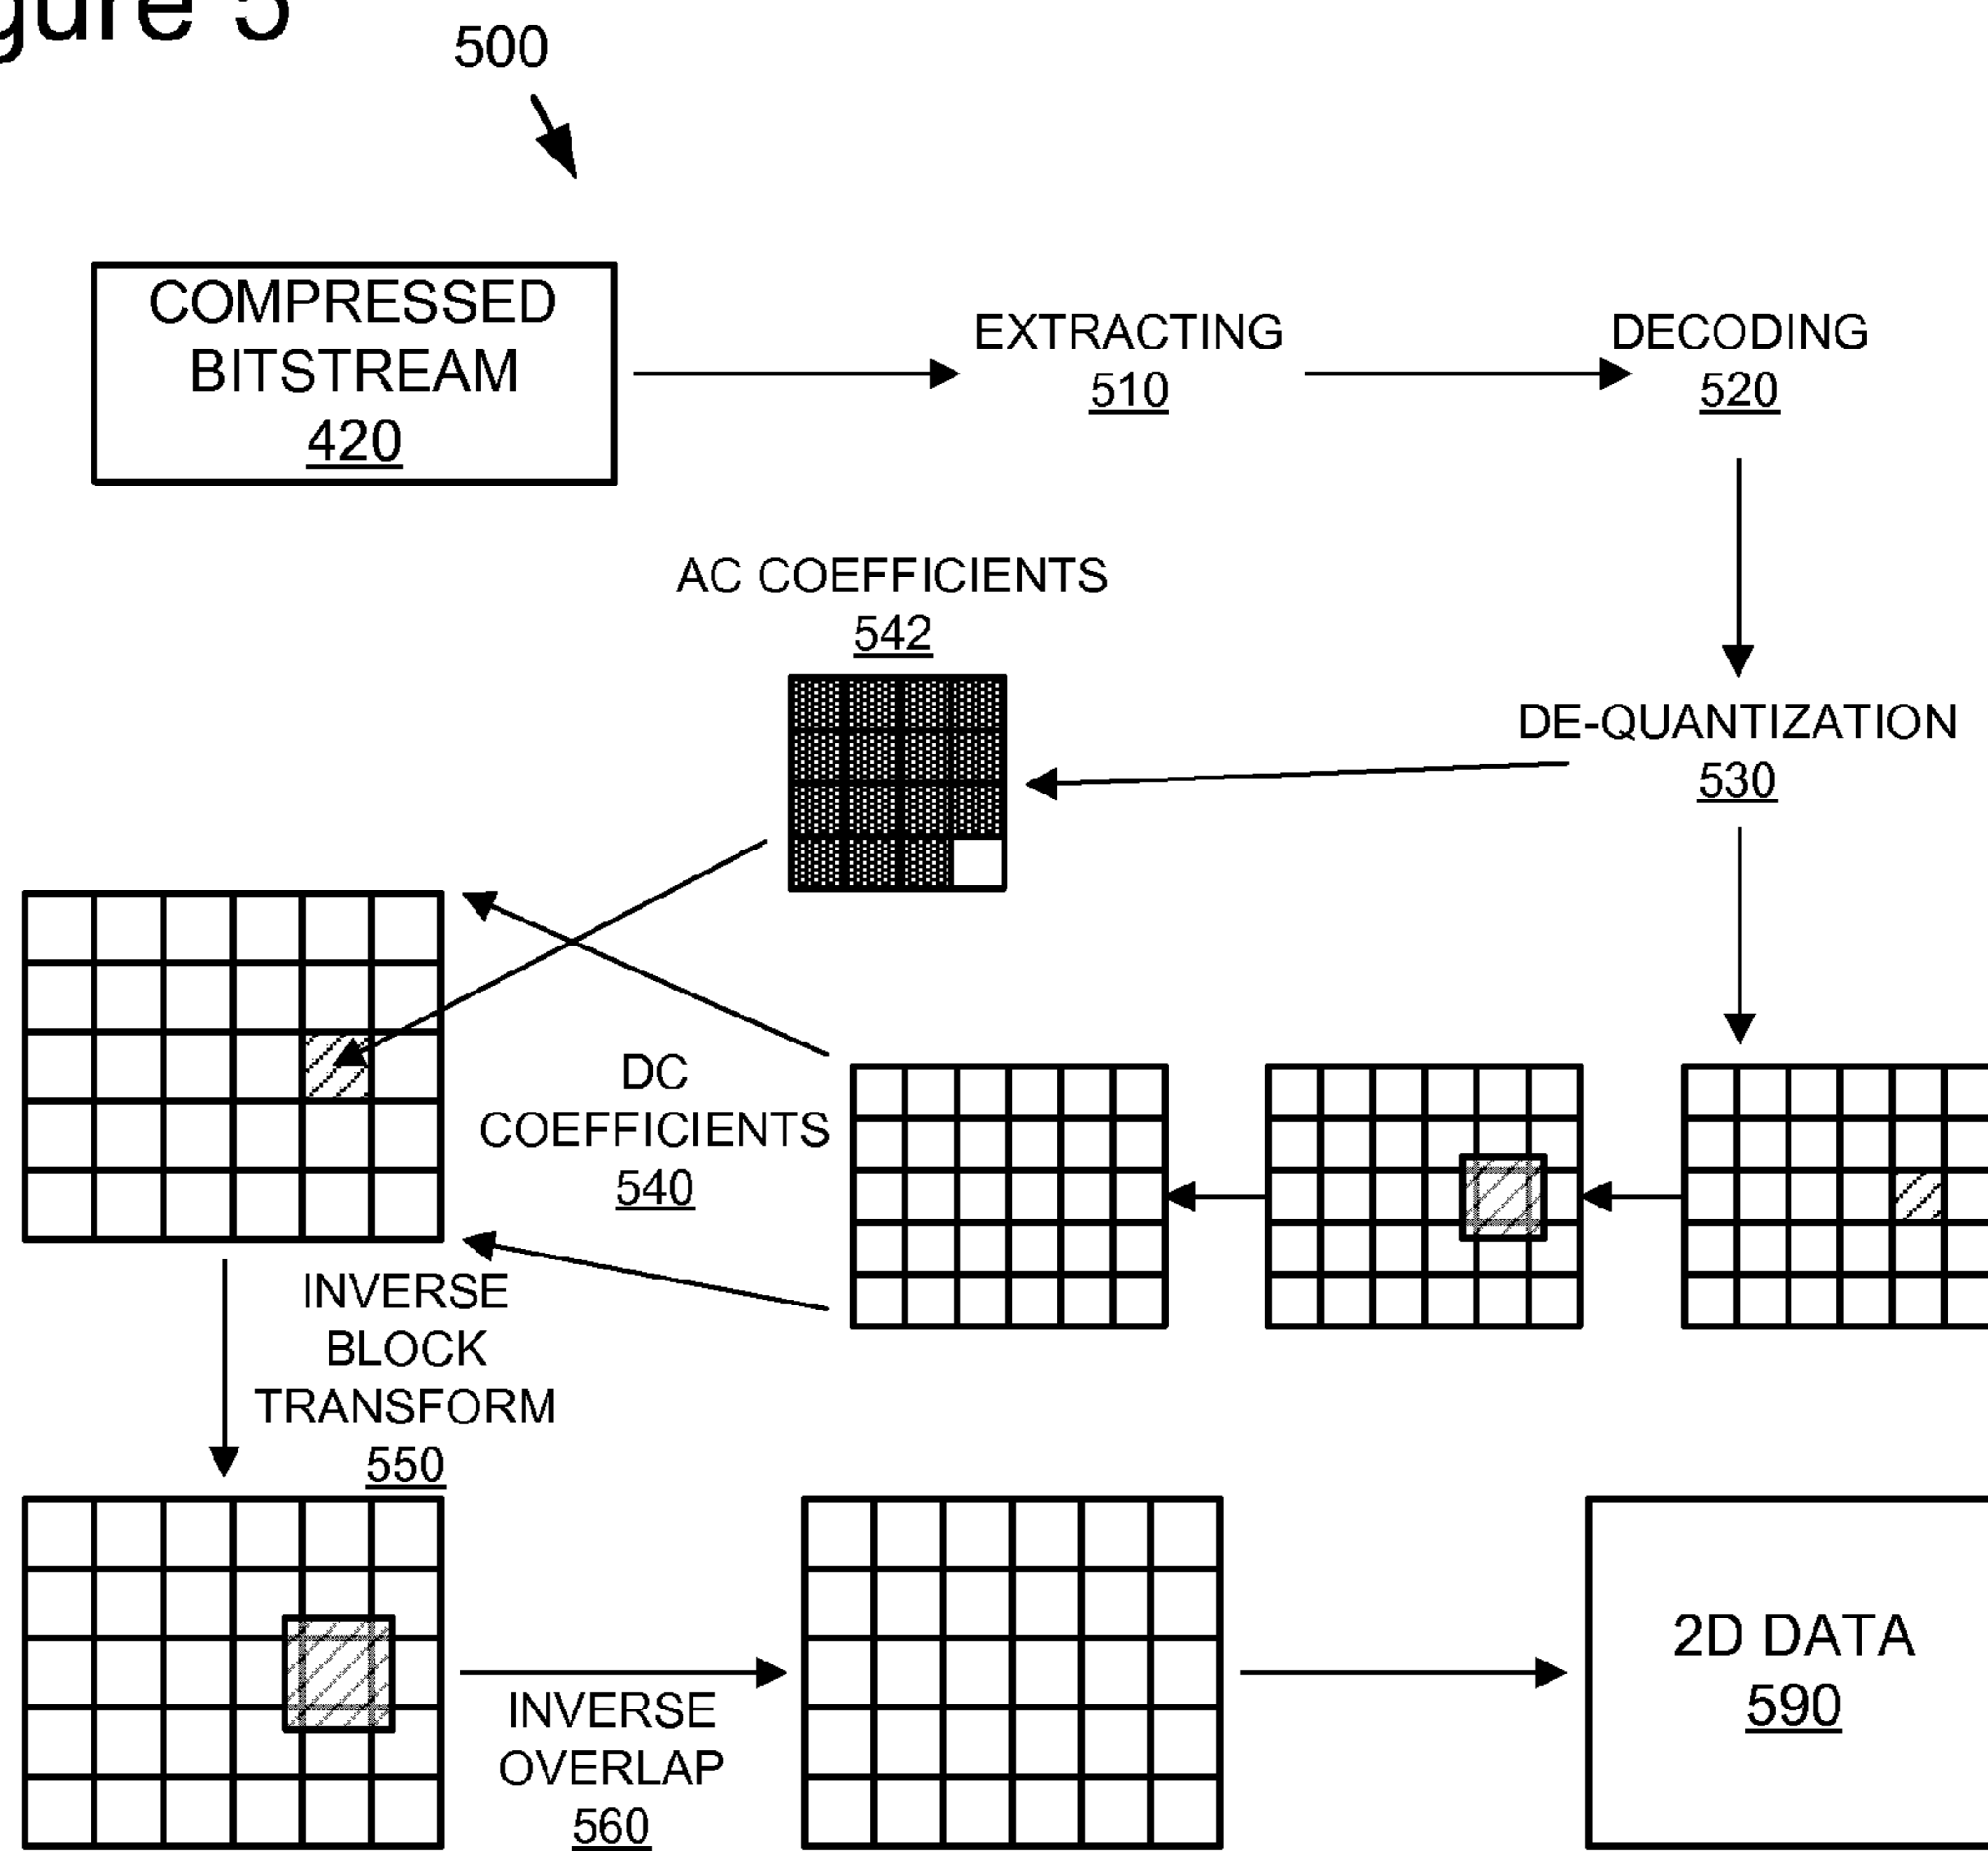 gure 5
500
COMPRESSED
BITSTREAM
420
EXTRACTING
510
DECODING
520
AC COEFFICIENTS
542
DE-QUANTIZATION
530
DC
COEFFICIENTS
540
INVERSE
BLOCK
TRANSFORM
550
INVERSE
OVERLAP
560
2D DATA
590